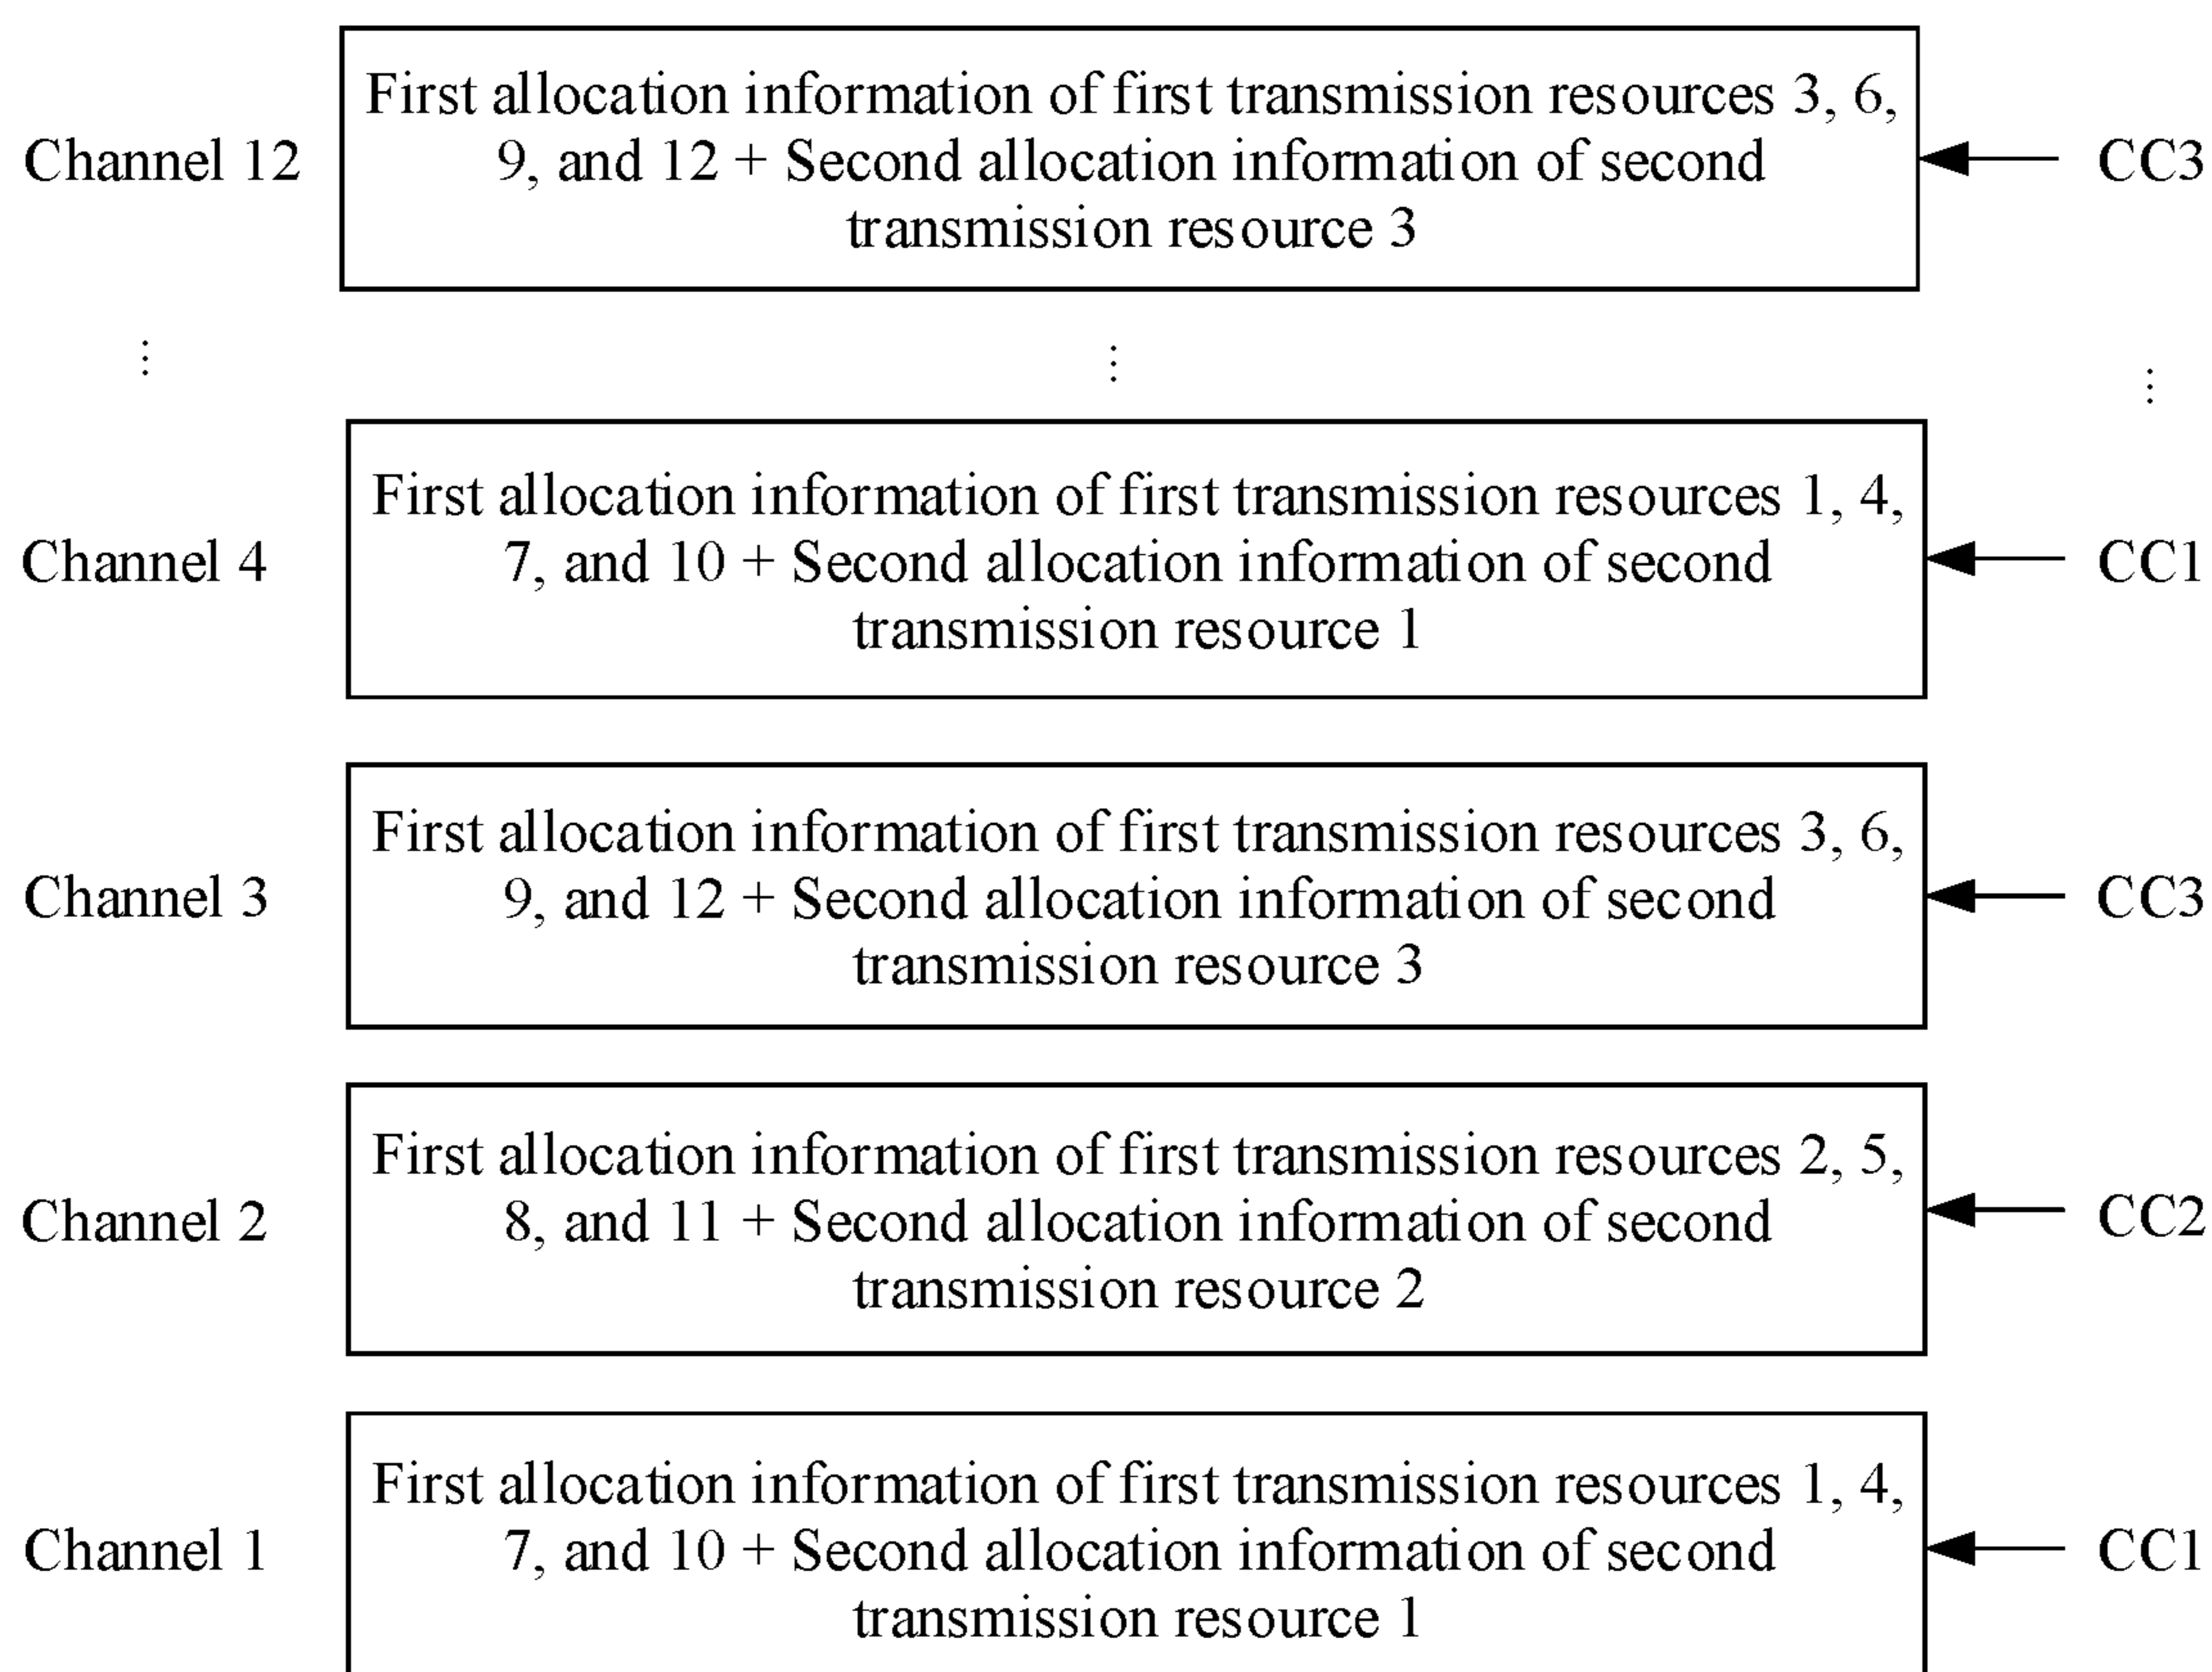 Channel 12
First allocation information of first transmission resources 3, 6,
9, and 12 + Second allocation information of second
transmission resource 3
CC3
⋮ ⋮ ⋮
Channel 4
First allocation information of first transmission resources 1, 4,
7, and 10 + Second allocation information of second
transmission resource 1
CC1
Channel 3
First allocation information of first transmission resources 3, 6,
9, and 12 + Second allocation information of second
transmission resource 3
CC3
Channel 2
First allocation information of first transmission resources 2, 5,
8, and 11 + Second allocation information of second
transmission resource 2
CC2
Channel 1
First allocation information of first transmission resources 1, 4,
7, and 10 + Second allocation information of second
transmission resource 1
CC1